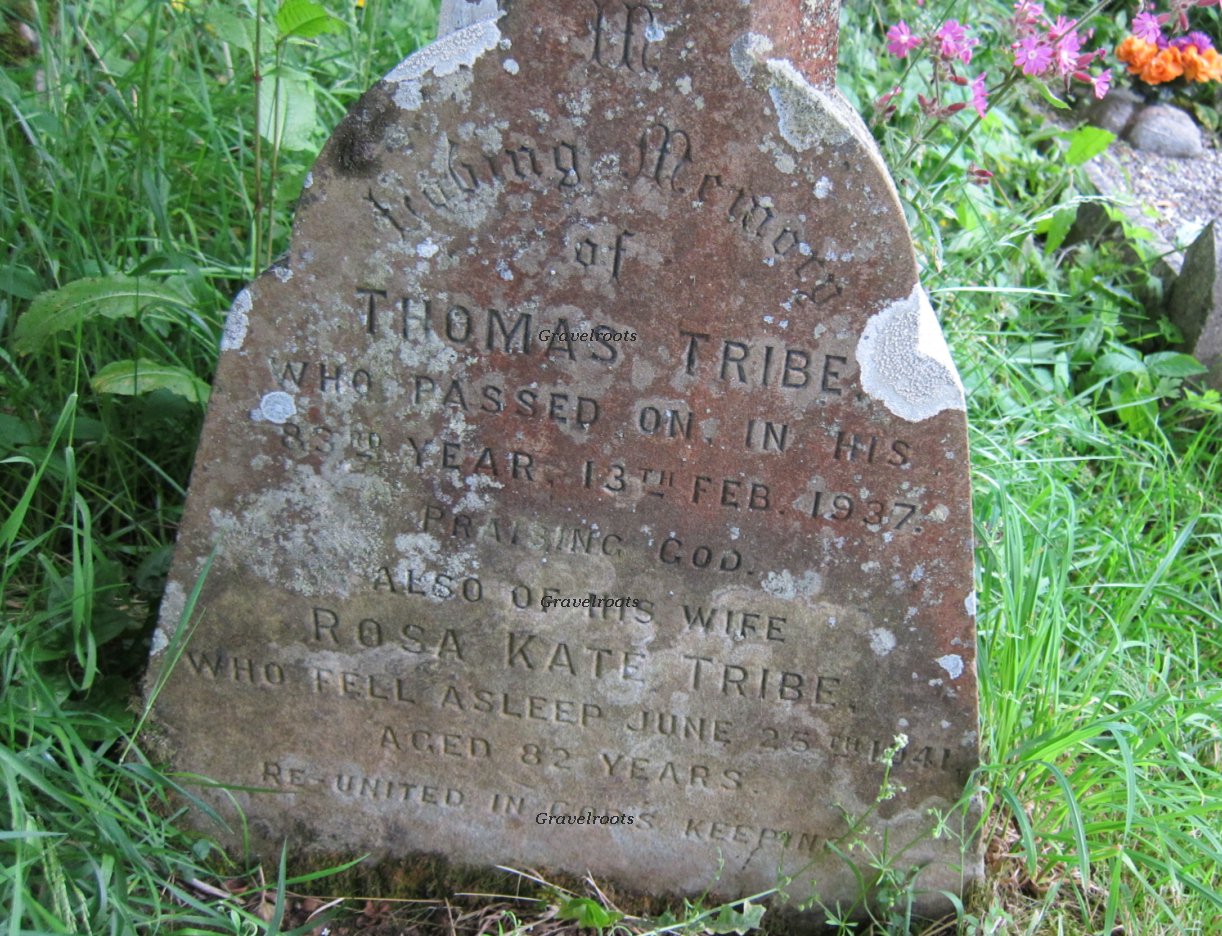 In
Loving Memory
of
THOMAS TRIBE.
WHO PASSED ON, IN HIS
83RD YEAR, 13TH FEB. 1937.
PRAISING GOD.
ALSO OF HIS WIFE
ROSA KATE TRIBE.
WHO FELL ASLEEP JUNE 25TH 1941,
AGED 82 YEARS.
RE-UNITED IN GOD'S KEEPING
Gravelroots
Gravelroots
Gravelroots